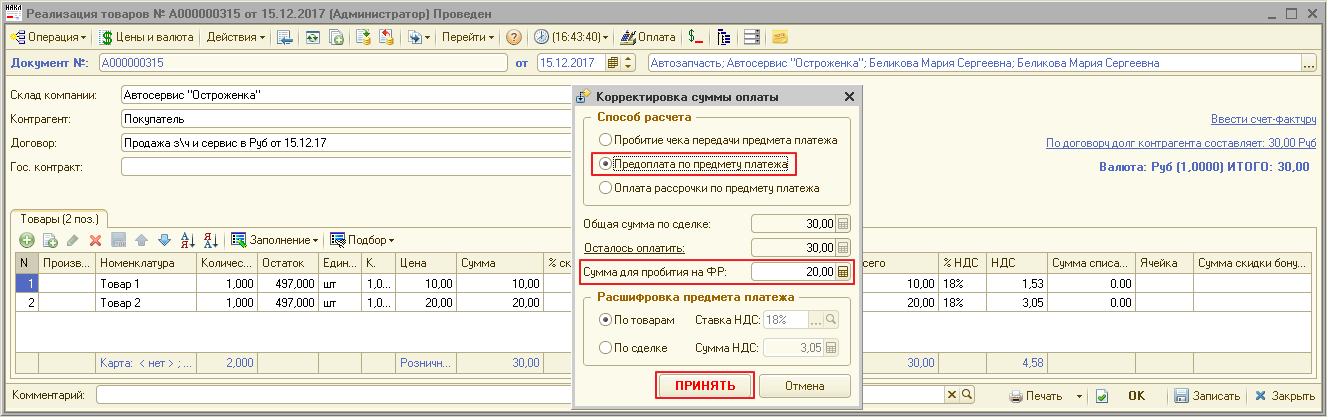 НАКЛ Реализация товаров № А000000315 от 15.12.2017 (Администратор) Проведен
Операция Цены и валюта Действия Перейти (16:43:40) Оплата
Документ №: А000000315 от 15.12.2017 Автозапчасть; Автосервис "Остроженка"; Беликова Мария Сергеевна; Беликова Мария Сергеевна
Склад компании: Автосервис "Остроженка"
Контрагент: Покупатель
Договор: Продажа з\ч и сервис в Руб от 15.12.17
Гос. контракт:
Ввести счет-фактуру
По договору долг контрагента составляет: 30,00 Руб
Валюта: Руб (1,0000) ИТОГО: 30,00
Корректировка суммы оплаты
Способ расчета
Пробитие чека передачи предмета платежа
Предоплата по предмету платежа
Оплата рассрочки по предмету платежа
Общая сумма по сделке: 30,00
Осталось оплатить: 30,00
Сумма для пробития на ФР: 20,00
Расшифровка предмета платежа
По товарам Ставка НДС: 18% ...
По сделке Сумма НДС: 3,05
ПРИНЯТЬ Отмена
Товары (2 поз.)
Заполнение Подбор
N Произв... Номенклатура Количес... Остаток Един... К. Цена Сумма % ск сего % НДС НДС Сумма списа... Ячейка Сумма скидки бону...
1 Товар 1 1,000 497,000 шт 1,0... 10,00 10,00 10,00 18% 1,53 0.00
2 Товар 2 1,000 497,000 шт 1,0... 20,00 20,00 20,00 18% 3,05 0.00
Карта: < нет > ; ... 2,000 Рознич... 30,00 30,00 4,58
Комментарий: Печать OK Записать Закрыть